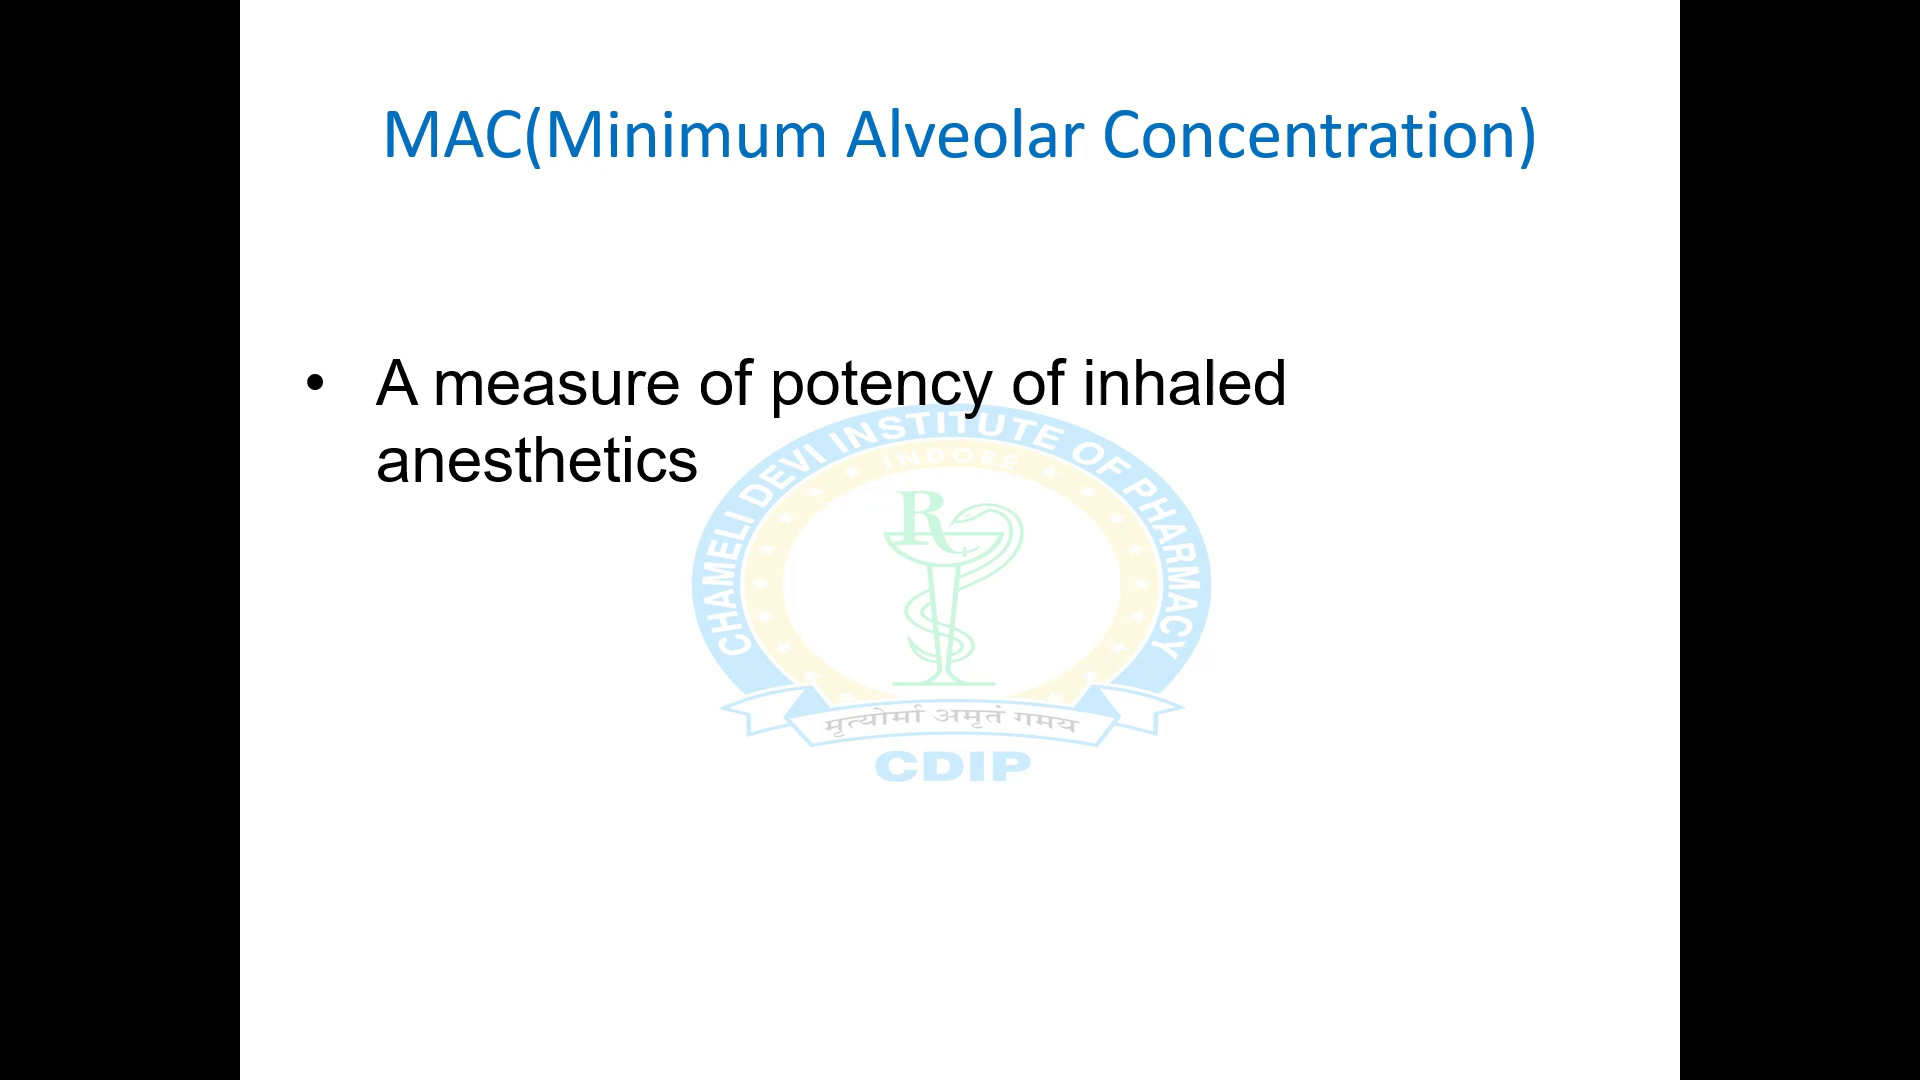 MAC(Minimum Alveolar Concentration)
• A measure of potency of inhaled
anesthetics
CHAMELI DEVI INSTITUTE OF PHARMACY
INDORE
R
मृत्योर्मा अमृतं गमय
CDIP